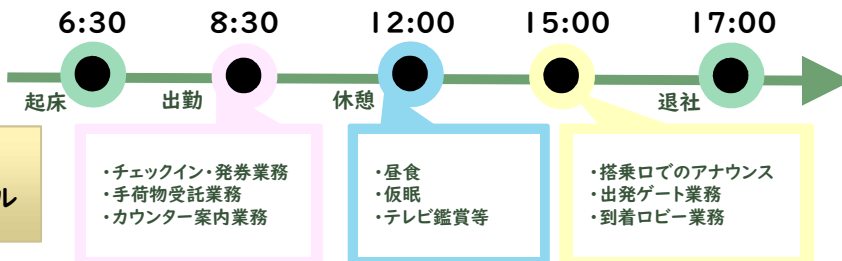 6:30
8:30
12:00
15:00
17:00
起床
出勤
休憩
退社
ル
・チェックイン・発券業務
・手荷物受託業務
・カウンター案内業務
・昼食
・仮眠
・テレビ鑑賞等
・搭乗口でのアナウンス
・出発ゲート業務
・到着ロビー業務